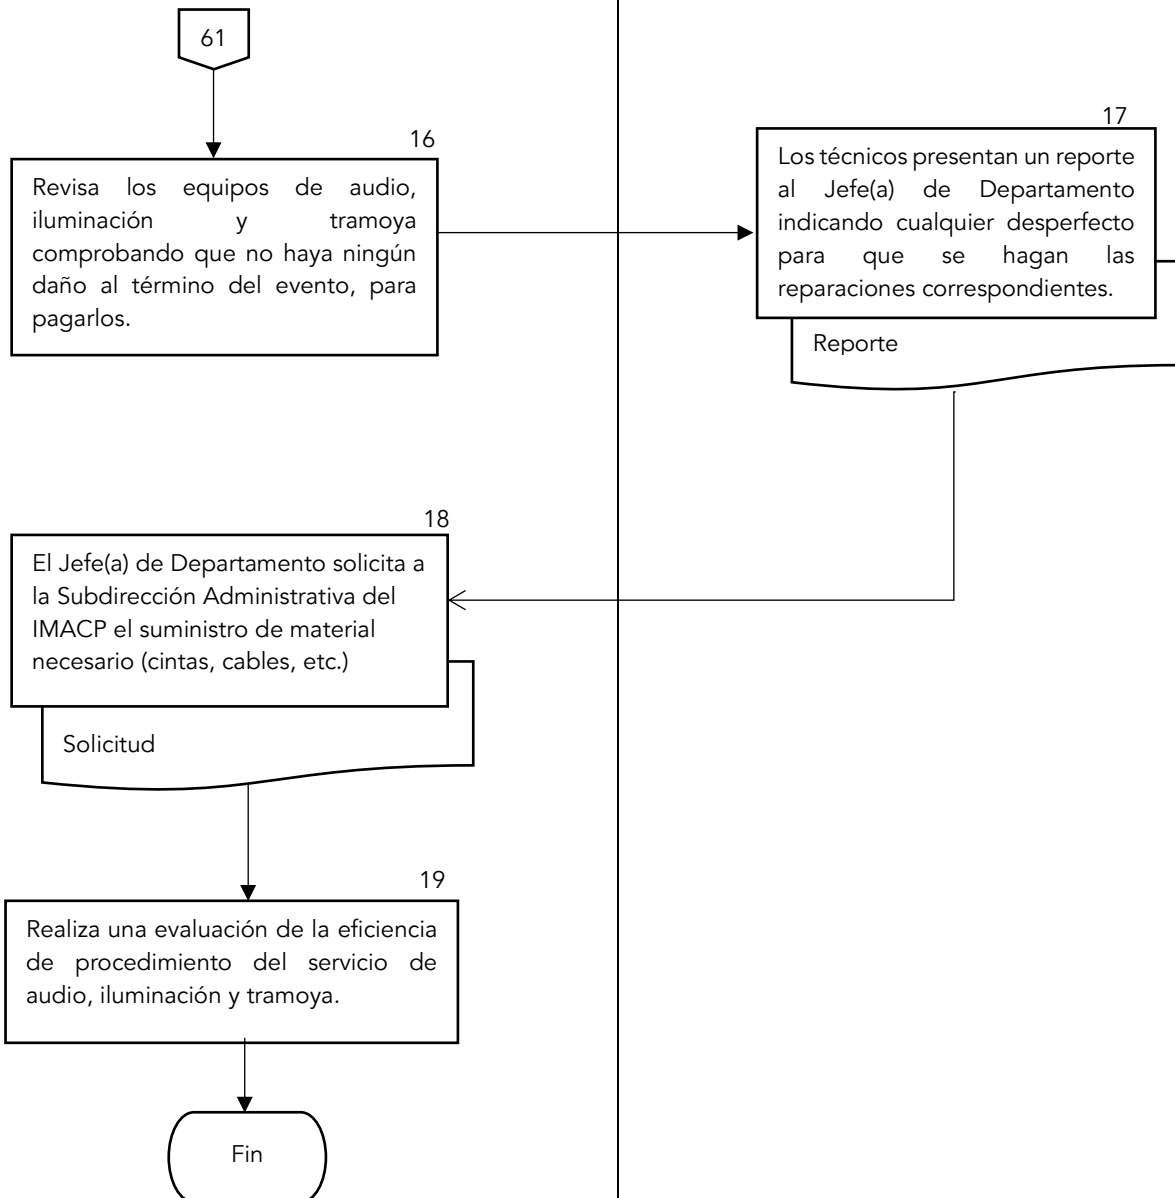 61
16
Revisa los equipos de audio,
iluminación y tramoya
comprobando que no haya ningún
daño al término del evento, para
pagarlos.
17
Los técnicos presentan un reporte
al Jefe(a) de Departamento
indicando cualquier desperfecto
para que se hagan las
reparaciones correspondientes.
Reporte
18
El Jefe(a) de Departamento solicita a
la Subdirección Administrativa del
IMACP el suministro de material
necesario (cintas, cables, etc.)
Solicitud
19
Realiza una evaluación de la eficiencia
de procedimiento del servicio de
audio, iluminación y tramoya.
Fin